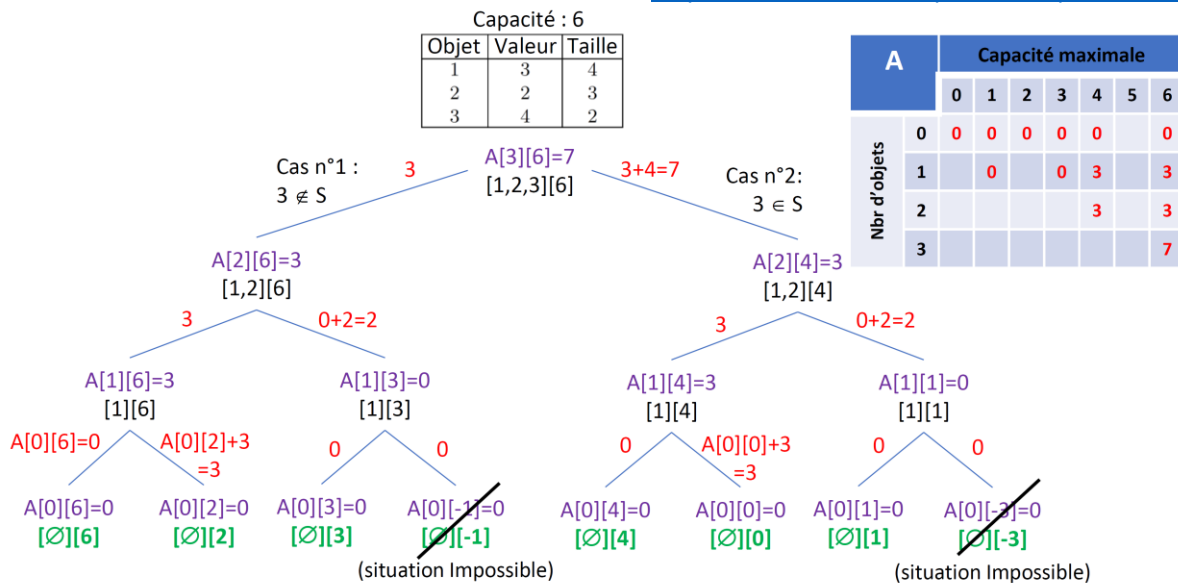 Capacité : 6
Objet Valeur Taille
1 3 4
2 2 3
3 4 2
A Capacité maximale
0 1 2 3 4 5 6
Nbr d'objets
0 0 0 0 0 0 0
1 0 0 3 3
2 3 3
3 7
Cas n°1 :
3 ∉ S
3
A[3][6]=7
[1,2,3][6]
3+4=7
Cas n°2:
3 ∈ S
A[2][6]=3
[1,2][6]
A[2][4]=3
[1,2][4]
3 0+2=2 3 0+2=2
A[1][6]=3 A[1][3]=0 A[1][4]=3 A[1][1]=0
[1][6] [1][3] [1][4] [1][1]
A[0][6]=0 A[0][2]+3 0 0 0 A[0][0]+3 0 0
=3 =3
A[0][6]=0 A[0][2]=0 A[0][3]=0 A[0][-1]=0 A[0][4]=0 A[0][0]=0 A[0][1]=0 A[0][-3]=0
[∅][6] [∅][2] [∅][3] [∅][-1] [∅][4] [∅][0] [∅][1] [∅][-3]
(situation Impossible) (situation Impossible)